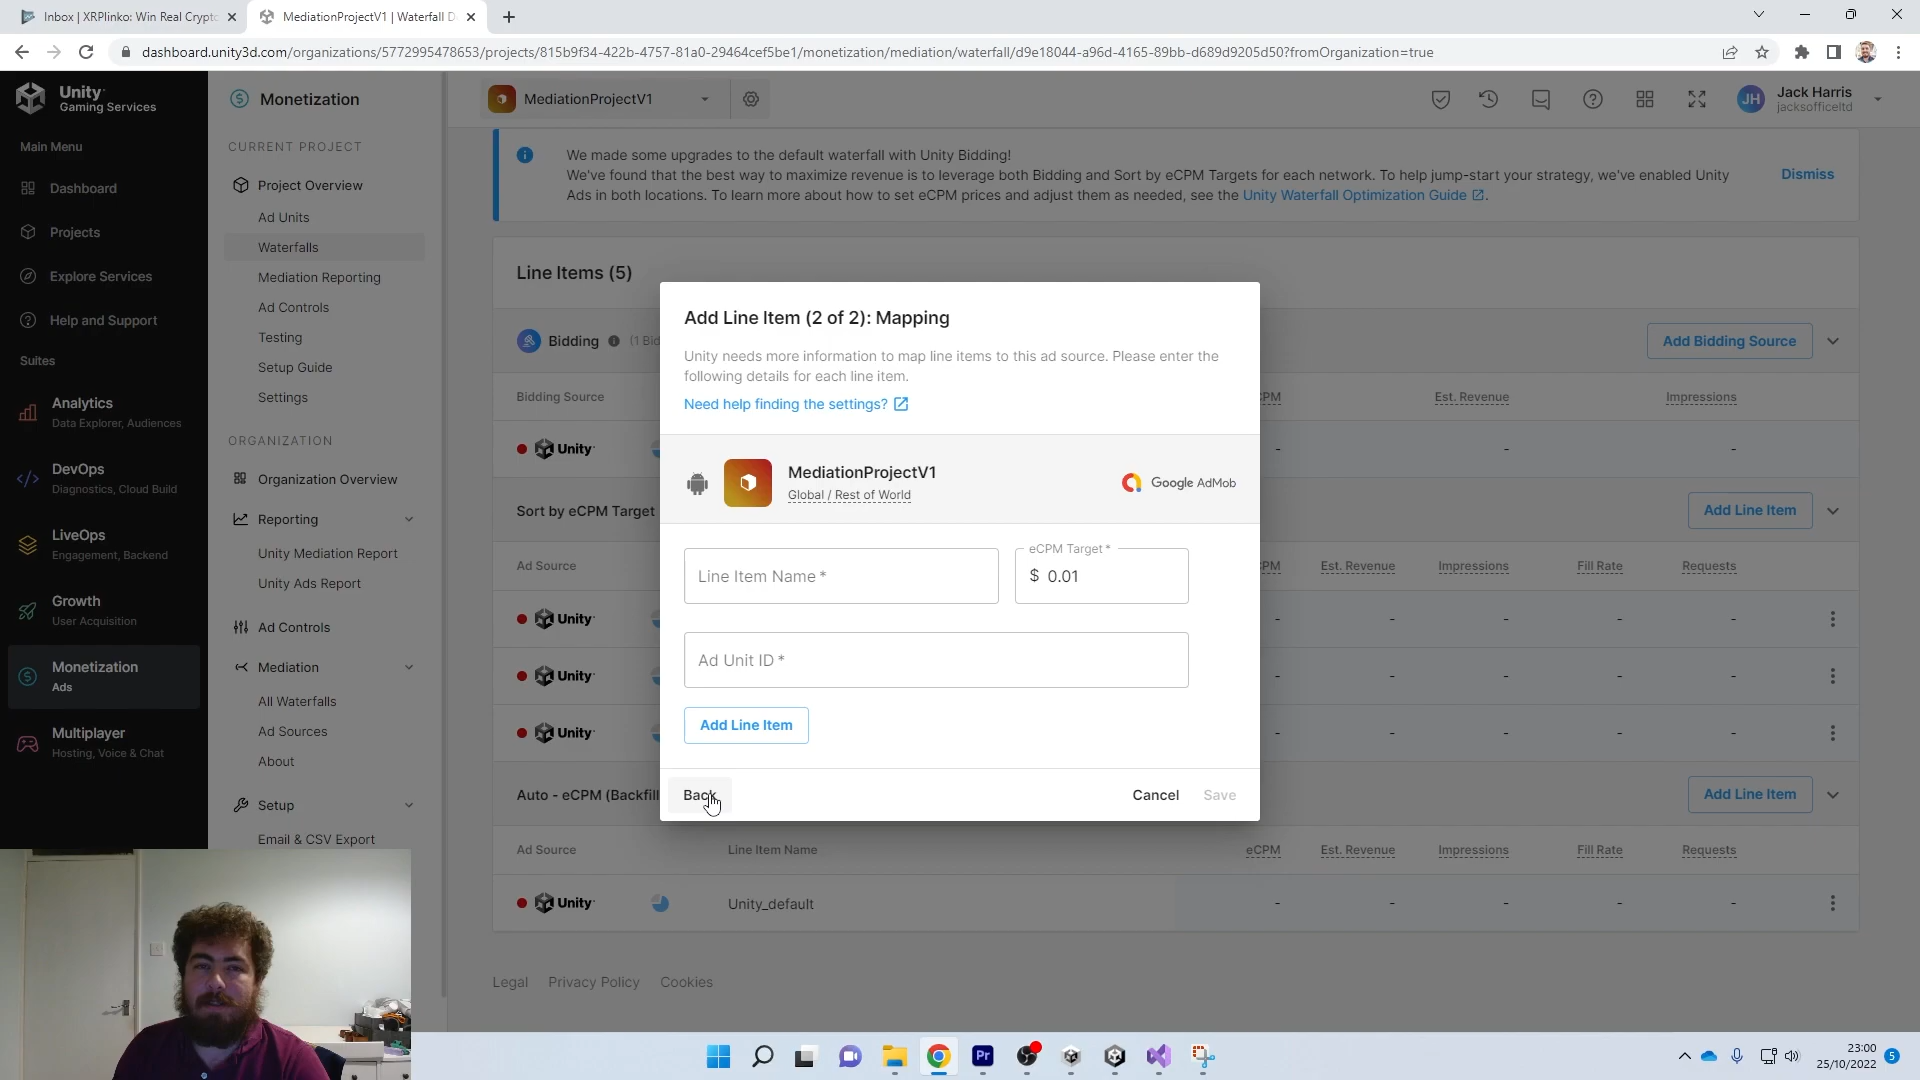 Inbox | XRPlinko: Win Real Crypto
MediationProjectV1 | Waterfall D
dashboard.unity3d.com/organizations/5772995478653/projects/815b9f34-422b-4757-81a0-29464cef5be1/monetization/mediation/waterfall/d9e18044-a96d-4165-89bb-d689d9205d50?fromOrganization=true
Unity
Gaming Services
Monetization
MediationProjectV1
JH
Jack Harris
jacksofficeltd
Main Menu
Dashboard
Projects
Explore Services
Help and Support
Suites
Analytics
Data Explorer, Audiences
DevOps
Diagnostics, Cloud Build
LiveOps
Engagement, Backend
Growth
User Acquisition
Monetization
Ads
Multiplayer
Hosting, Voice & Chat
CURRENT PROJECT
Project Overview
Ad Units
Waterfalls
Mediation Reporting
Ad Controls
Testing
Setup Guide
Settings
ORGANIZATION
Organization Overview
Reporting
Unity Mediation Report
Unity Ads Report
Ad Controls
Mediation
All Waterfalls
Ad Sources
About
Setup
Email & CSV Export
We made some upgrades to the default waterfall with Unity Bidding!
We've found that the best way to maximize revenue is to leverage both Bidding and Sort by eCPM Targets for each network. To help jump-start your strategy, we've enabled Unity
Ads in both locations. To learn more about how to set eCPM prices and adjust them as needed, see the Unity Waterfall Optimization Guide.
Dismiss
Line Items (5)
Bidding (1 Bid
Add Bidding Source
Bidding Source CPM Est. Revenue Impressions
Unity - - -
Sort by eCPM Target
Add Line Item
Ad Source CPM Est. Revenue Impressions Fill Rate Requests
Unity - - - - -
Unity - - - - -
Unity - - - - -
Auto - eCPM (Backfill
Add Line Item
Ad Source Line Item Name eCPM Est. Revenue Impressions Fill Rate Requests
Unity Unity_default - - - - -
Legal Privacy Policy Cookies
Add Line Item (2 of 2): Mapping
Unity needs more information to map line items to this ad source. Please enter the
following details for each line item.
Need help finding the settings?
MediationProjectV1
Global / Rest of World
Google AdMob
Line Item Name *
eCPM Target *
$ 0.01
Ad Unit ID *
Add Line Item
Back
Cancel
Save
Pr
23:00
25/10/2022
5